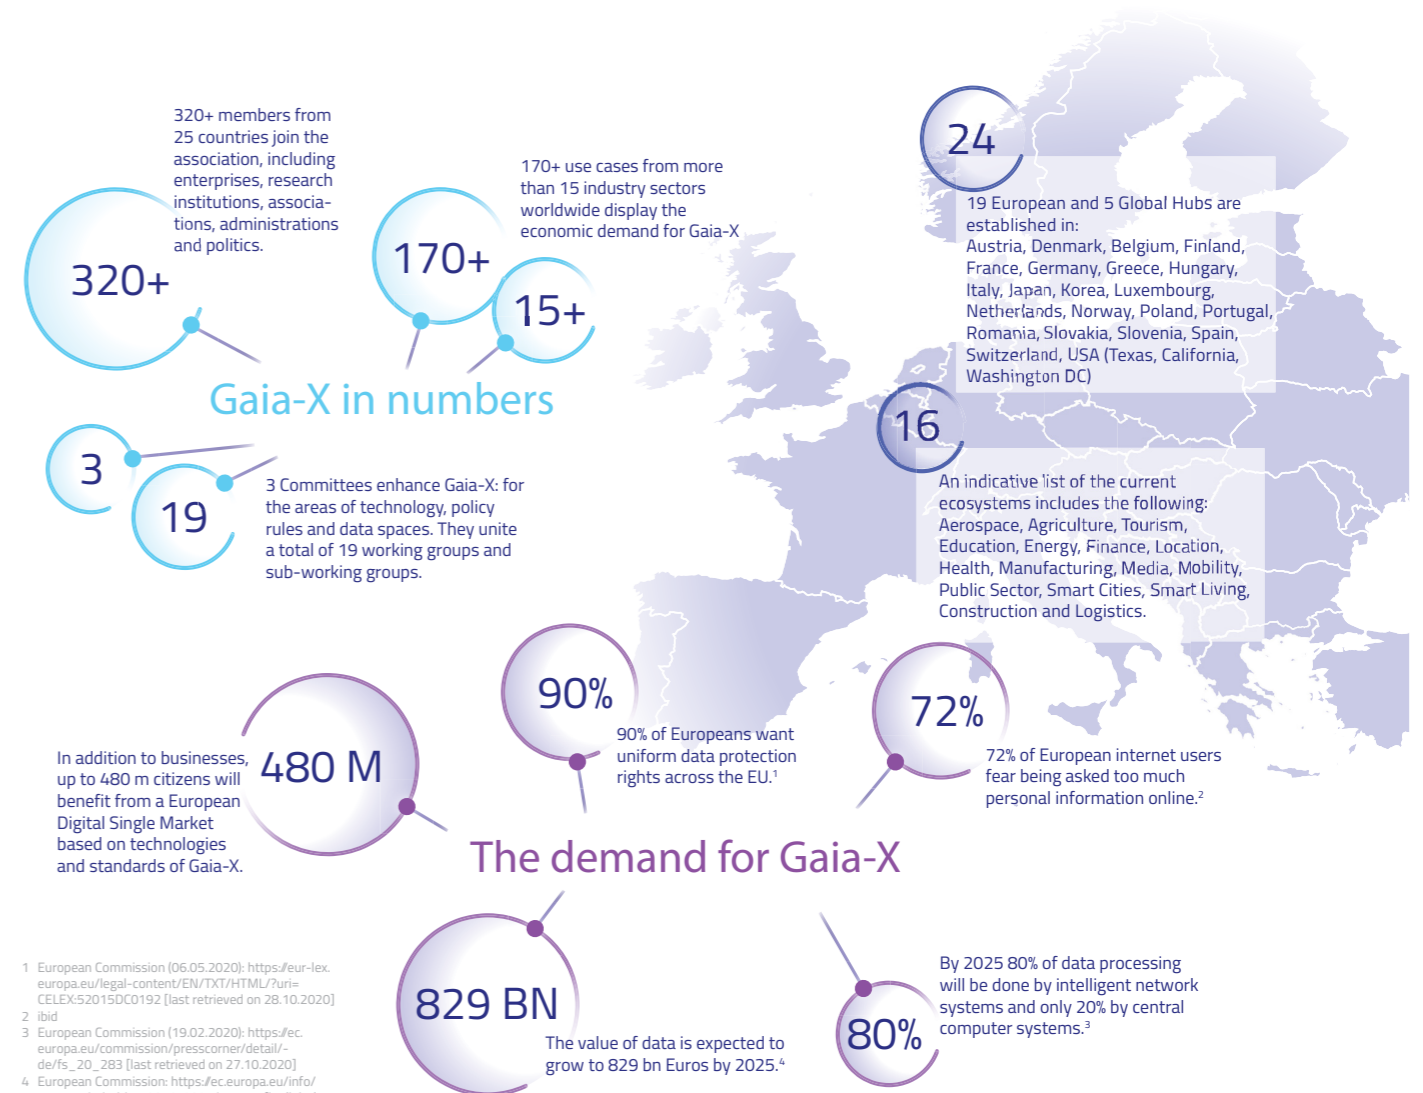 320+ members from
25 countries join the
association, including
enterprises, research
institutions, associa-
tions, administrations
and politics.
320+
170+ use cases from more
than 15 industry sectors
worldwide display the
economic demand for Gaia-X
170+
15+
Gaia-X in numbers
3
19
3 Committees enhance Gaia-X: for
the areas of technology, policy
rules and data spaces. They unite
a total of 19 working groups and
sub-working groups.
24
19 European and 5 Global Hubs are
established in:
Austria, Denmark, Belgium, Finland,
France, Germany, Greece, Hungary,
Italy, Japan, Korea, Luxembourg,
Netherlands, Norway, Poland, Portugal,
Romania, Slovakia, Slovenia, Spain,
Switzerland, USA (Texas, California,
Washington DC)
16
An indicative list of the current
ecosystems includes the following:
Aerospace, Agriculture, Tourism,
Education, Energy, Finance, Location,
Health, Manufacturing, Media, Mobility,
Public Sector, Smart Cities, Smart Living,
Construction and Logistics.
In addition to businesses,
up to 480 m citizens will
benefit from a European
Digital Single Market
based on technologies
and standards of Gaia-X.
480 M
90%
90% of Europeans want
uniform data protection
rights across the EU.¹
72%
72% of European internet users
fear being asked too much
personal information online.²
The demand for Gaia-X
829 BN
The value of data is expected to
grow to 829 bn Euros by 2025.⁴
80%
By 2025 80% of data processing
will be done by intelligent network
systems and only 20% by central
computer systems.³
1 European Commission (06.05.2020): https://eur-lex.
europa.eu/legal-content/EN/TXT/HTML/?uri=
CELEX:52015DC0192 [last retrieved on 28.10.2020]
2 ibid
3 European Commission (19.02.2020): https://ec.
europa.eu/commission/presscorner/detail/-
de/fs_20_283 [last retrieved on 27.10.2020]
4 European Commission: https://ec.europa.eu/info/